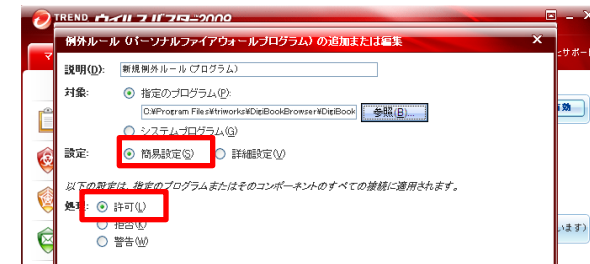 TREND ウイルスバスター2009
例外ルール (パーソナルファイアウォールプログラム) の追加または編集
説明(D): 新規例外ルール (プログラム)
対象: 指定のプログラム(P):
C:¥Program Files¥triworks¥DigiBookBrowser¥DigiBook 参照(B)...
システムプログラム(G)
設定: 簡易設定(S) 詳細設定(V)
以下の設定は、指定のプログラムまたはそのコンポーネントのすべての接続に適用されます。
処理: 許可(L)
拒否(K)
警告(W)